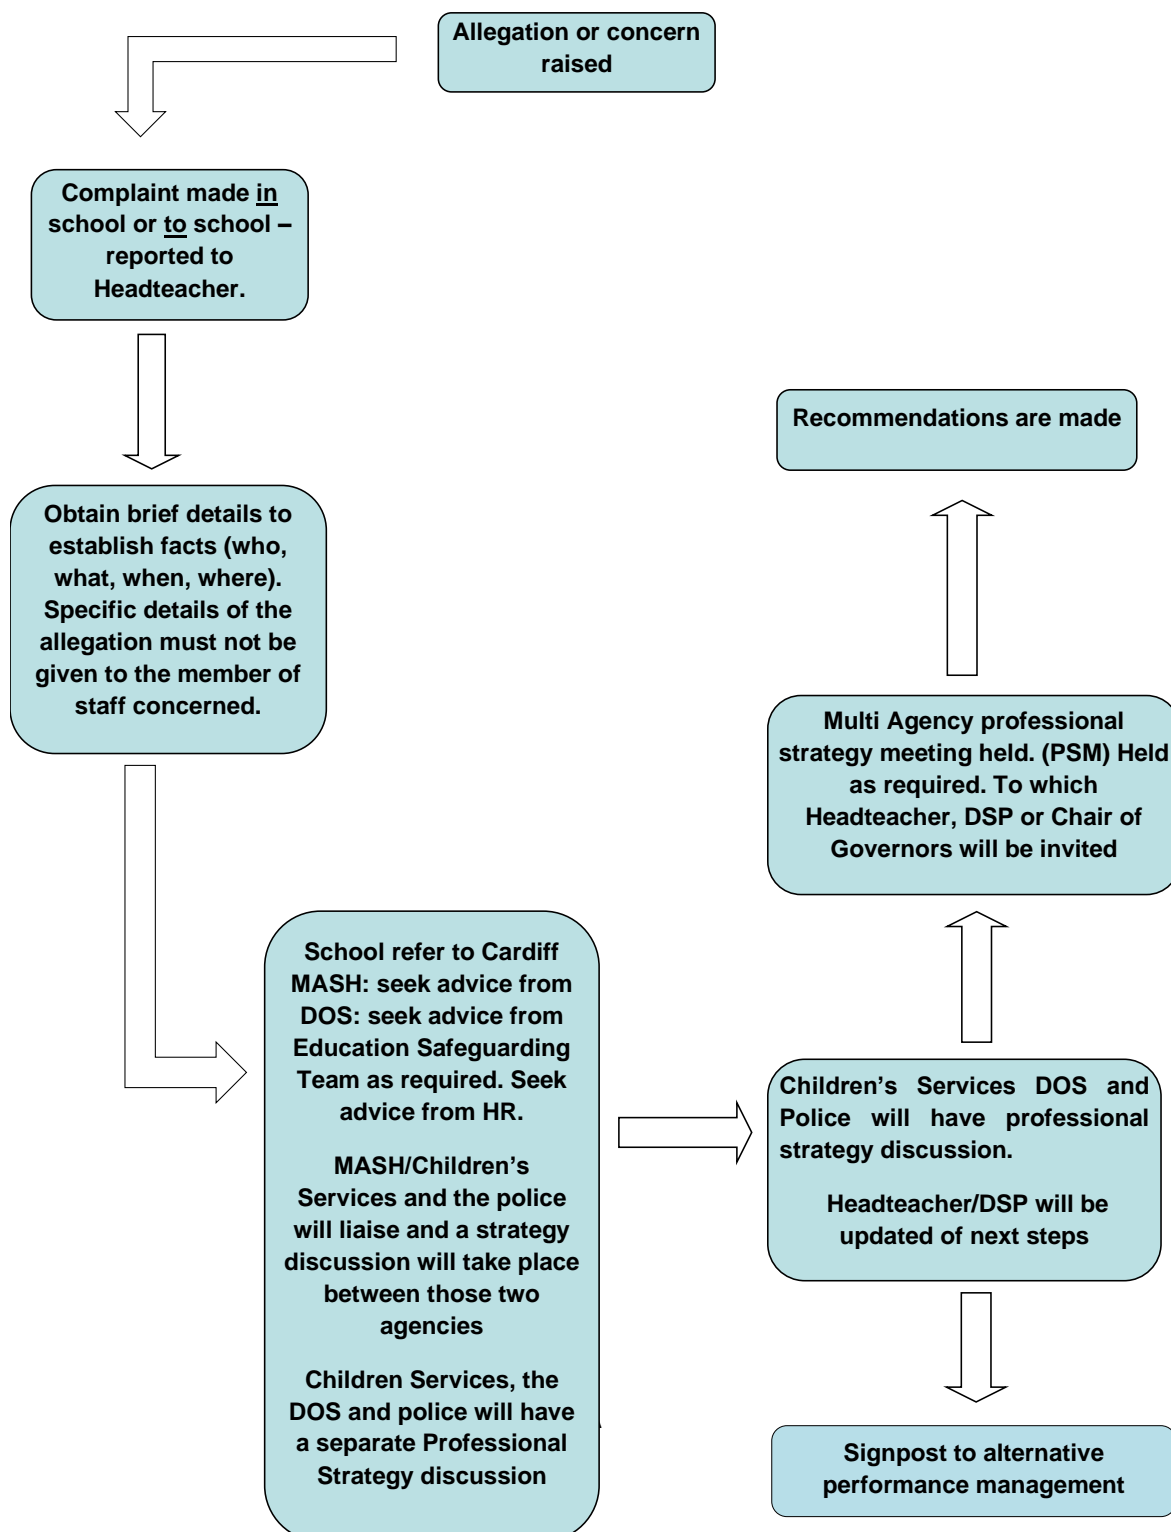 Allegation or concern
raised
Complaint made in
school or to school –
reported to
Headteacher.
Obtain brief details to
establish facts (who,
what, when, where).
Specific details of the
allegation must not be
given to the member of
staff concerned.
School refer to Cardiff
MASH: seek advice from
DOS: seek advice from
Education Safeguarding
Team as required. Seek
advice from HR.
MASH/Children’s
Services and the police
will liaise and a strategy
discussion will take place
between those two
agencies
Children Services, the
DOS and police will have
a separate Professional
Strategy discussion
Children’s Services DOS and
Police will have professional
strategy discussion.
Headteacher/DSP will be
updated of next steps
Multi Agency professional
strategy meeting held. (PSM) Held
as required. To which
Headteacher, DSP or Chair of
Governors will be invited
Recommendations are made
Signpost to alternative
performance management